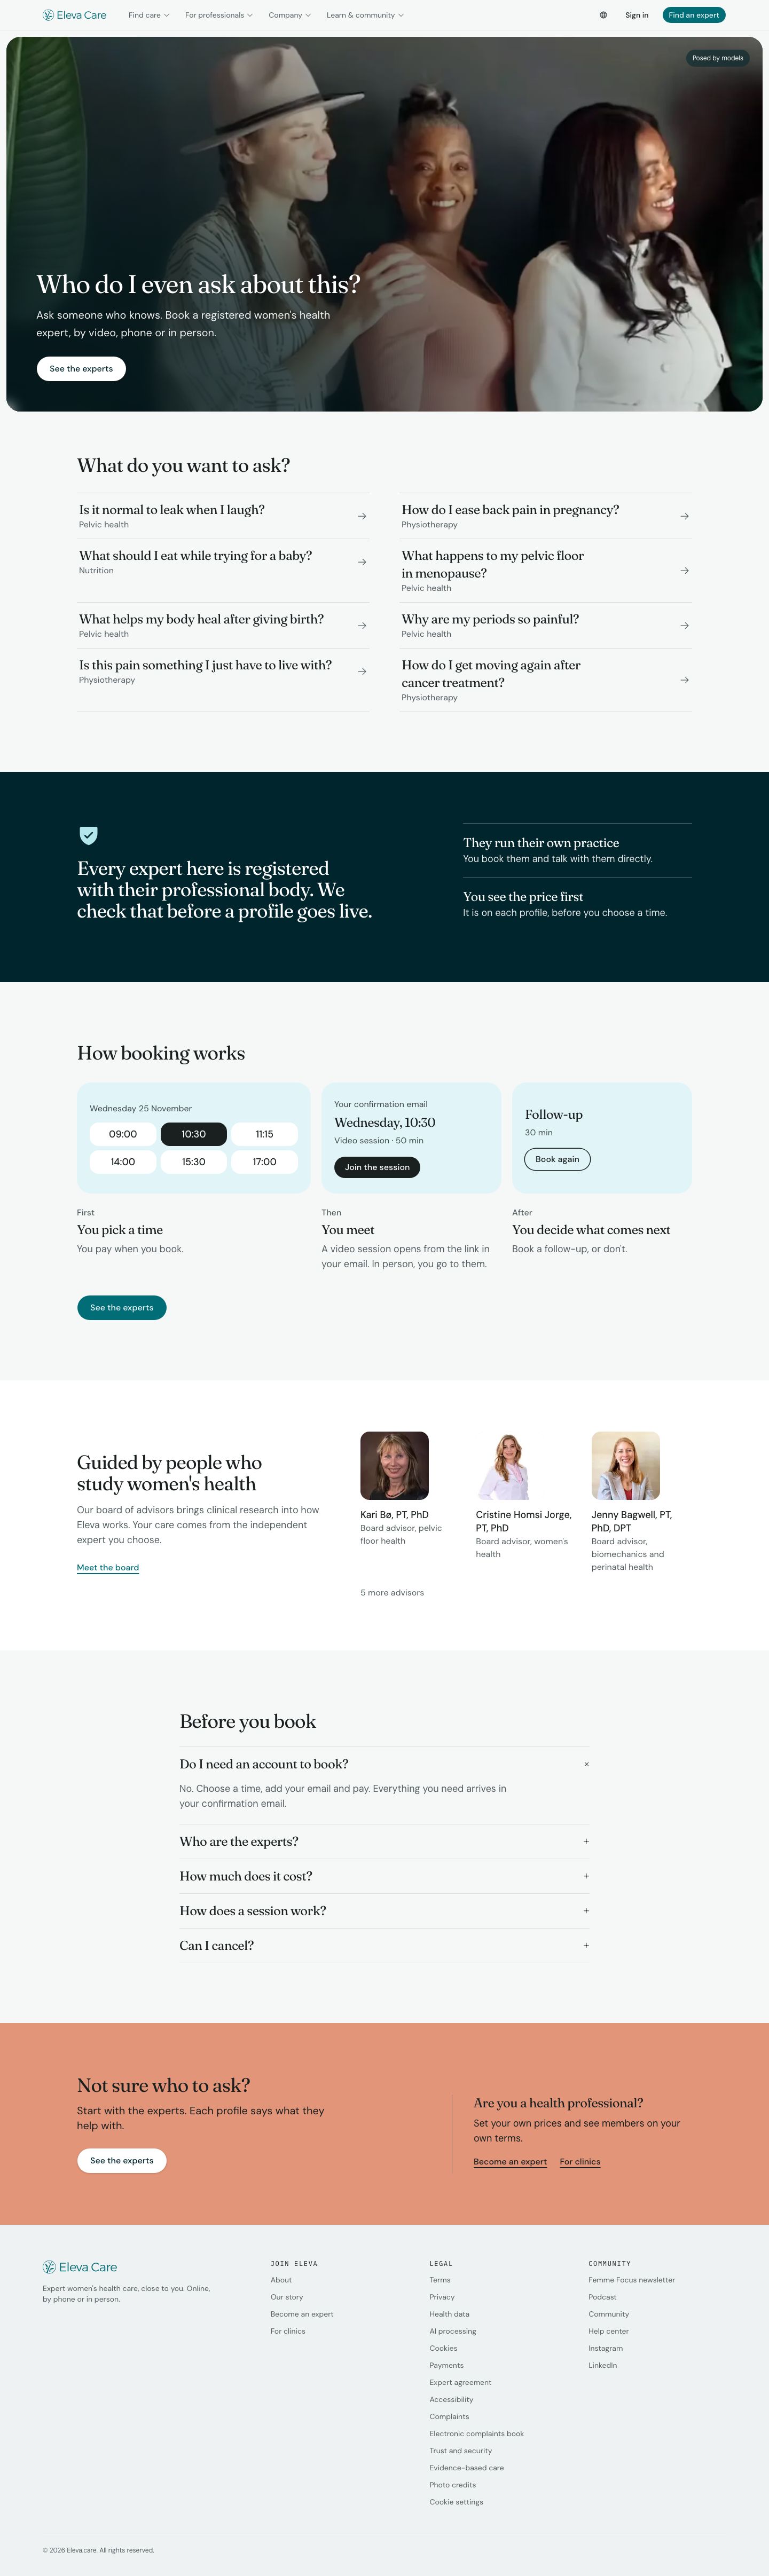 Eleva Care
Find care
For professionals
Company
Learn & community
Sign in
Find an expert
Posed by models
Who do I even ask about this?
Ask someone who knows. Book a registered women's health
expert, by video, phone or in person.
See the experts
What do you want to ask?
Is it normal to leak when I laugh?
Pelvic health
How do I ease back pain in pregnancy?
Physiotherapy
What should I eat while trying for a baby?
Nutrition
What happens to my pelvic floor
in menopause?
Pelvic health
What helps my body heal after giving birth?
Pelvic health
Why are my periods so painful?
Pelvic health
Is this pain something I just have to live with?
Physiotherapy
How do I get moving again after
cancer treatment?
Physiotherapy
Every expert here is registered
with their professional body. We
check that before a profile goes live.
They run their own practice
You book them and talk with them directly.
You see the price first
It is on each profile, before you choose a time.
How booking works
Wednesday 25 November
09:00
10:30
11:15
14:00
15:30
17:00
First
You pick a time
You pay when you book.
Your confirmation email
Wednesday, 10:30
Video session · 50 min
Join the session
Then
You meet
A video session opens from the link in
your email. In person, you go to them.
Follow-up
30 min
Book again
After
You decide what comes next
Book a follow-up, or don't.
See the experts
Guided by people who
study women's health
Our board of advisors brings clinical research into how
Eleva works. Your care comes from the independent
expert you choose.
Meet the board
Kari Bø, PT, PhD
Board advisor, pelvic
floor health
Cristine Homsi Jorge,
PT, PhD
Board advisor, women's
health
Jenny Bagwell, PT,
PhD, DPT
Board advisor,
biomechanics and
perinatal health
5 more advisors
Before you book
Do I need an account to book?
No. Choose a time, add your email and pay. Everything you need arrives in
your confirmation email.
Who are the experts?
How much does it cost?
How does a session work?
Can I cancel?
Not sure who to ask?
Start with the experts. Each profile says what they
help with.
See the experts
Are you a health professional?
Set your own prices and see members on your
own terms.
Become an expert
For clinics
Eleva Care
Expert women's health care, close to you. Online,
by phone or in person.
JOIN ELEVA
About
Our story
Become an expert
For clinics
LEGAL
Terms
Privacy
Health data
AI processing
Cookies
Payments
Expert agreement
Accessibility
Complaints
Electronic complaints book
Trust and security
Evidence-based care
Photo credits
Cookie settings
COMMUNITY
Femme Focus newsletter
Podcast
Community
Help center
Instagram
LinkedIn
© 2026 Eleva.care. All rights reserved.